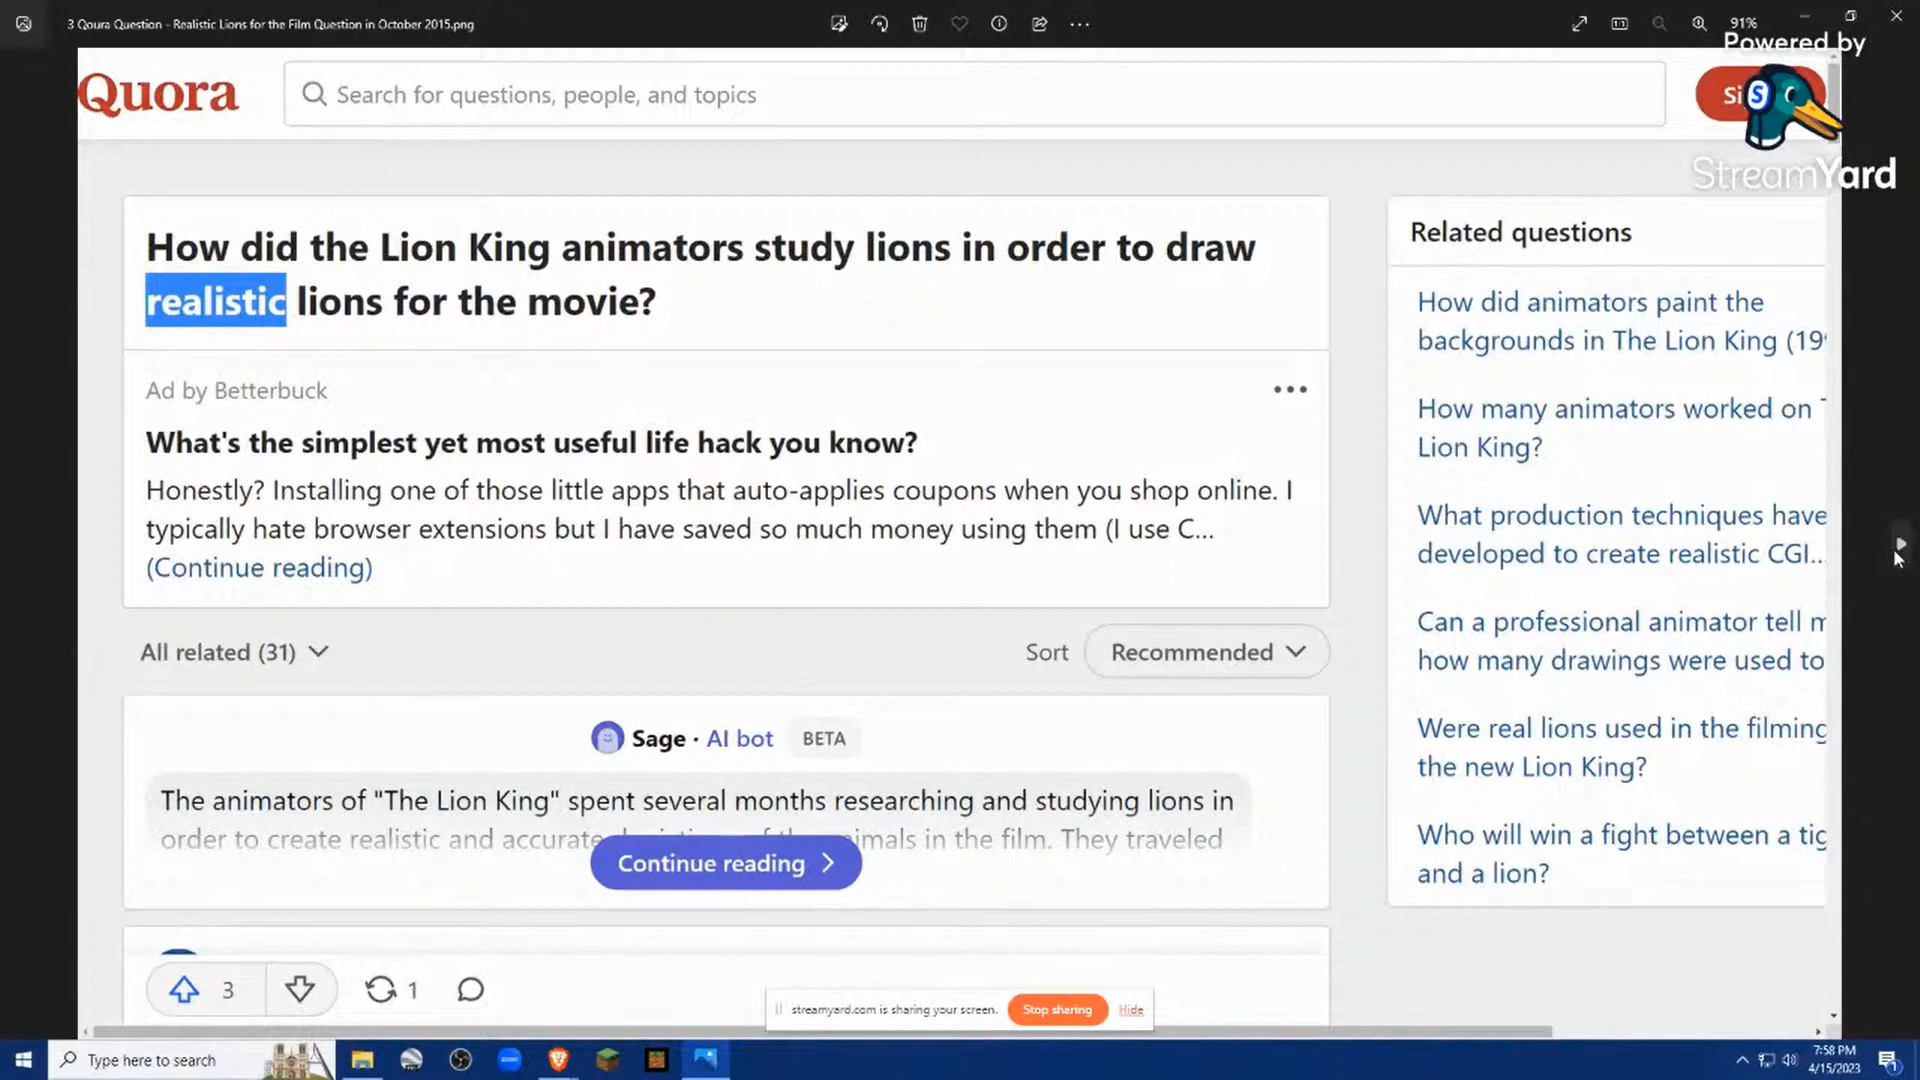 3 Qoura Question - Realistic Lions for the Film Question in October 2015.png
91%
Powered by
StreamYard
Quora
Search for questions, people, and topics
How did the Lion King animators study lions in order to draw
realistic lions for the movie?
Ad by Betterbuck
What's the simplest yet most useful life hack you know?
Honestly? Installing one of those little apps that auto-applies coupons when you shop online. I
typically hate browser extensions but I have saved so much money using them (I use C...
(Continue reading)
All related (31)
Sort
Recommended
Sage · AI bot
BETA
The animators of "The Lion King" spent several months researching and studying lions in
order to create realistic and accurate of the animals in the film. They traveled
Continue reading
3
1
Related questions
How did animators paint the
backgrounds in The Lion King (19
How many animators worked on
Lion King?
What production techniques have
developed to create realistic CGI...
Can a professional animator tell m
how many drawings were used to
Were real lions used in the filming
the new Lion King?
Who will win a fight between a tig
and a lion?
streamyard.com is sharing your screen.
Stop sharing
Hide
Type here to search
zoom
7:58 PM
4/15/2023
1